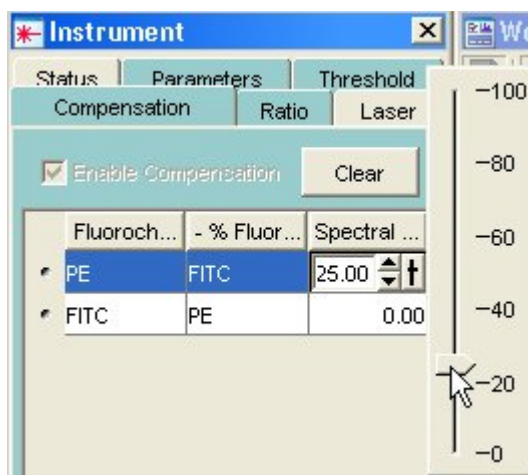 Instrument
We
Status Parameters Threshold
Compensation Ratio Laser
Enable Compensation Clear
Fluoroch... - % Fluor... Spectral ...
PE FITC 25.00
FITC PE 0.00
100
80
60
40
20
0